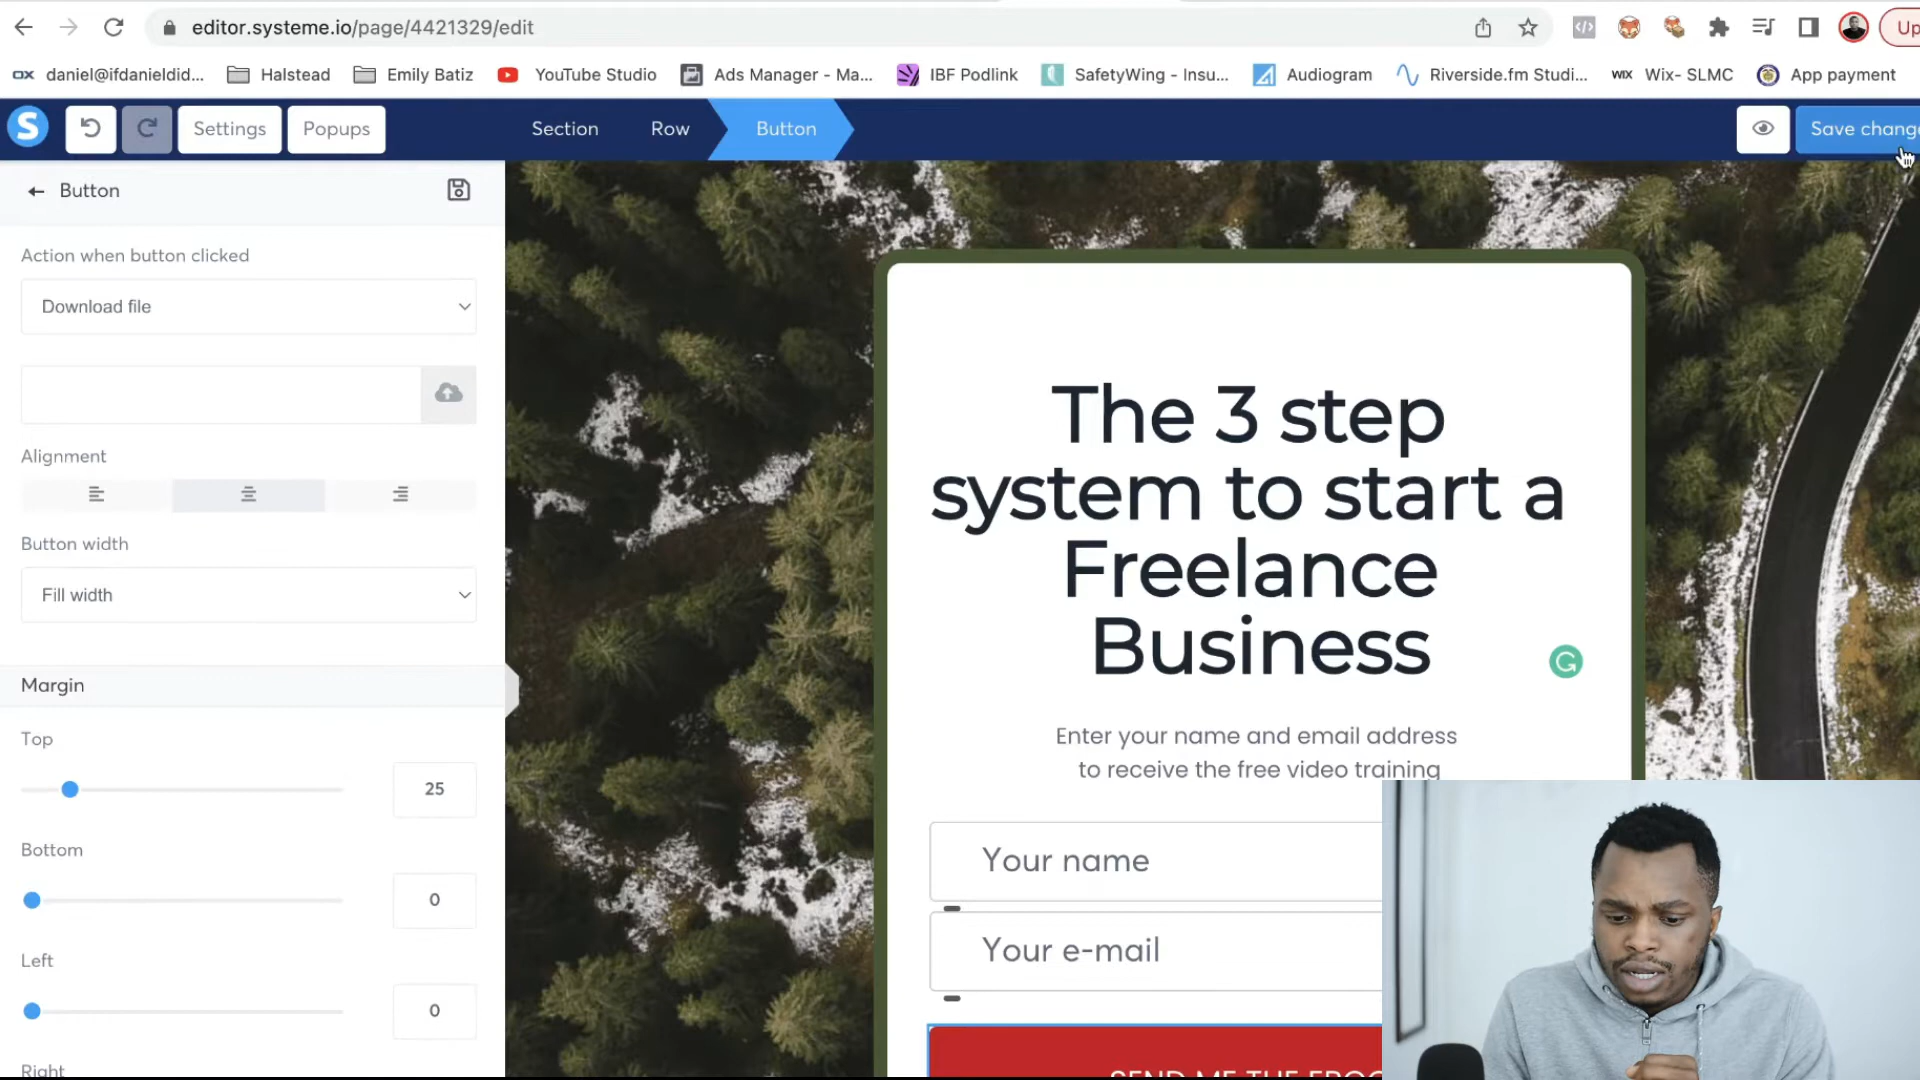 editor.systeme.io/page/4421329/edit
Up
OX daniel@ifdanieldid... Halstead Emily Batiz YouTube Studio Ads Manager - Ma... IBF Podlink SafetyWing - Insu... Audiogram Riverside.fm Studi... WIX Wix- SLMC App payment
S Settings Popups Section Row Button Save change
Button
Action when button clicked
Download file
Alignment
Button width
Fill width
Margin
Top
25
Bottom
0
Left
0
Right
The 3 step
system to start a
Freelance
Business
Enter your name and email address
to receive the free video training
Your name
Your e-mail
SEND ME THE